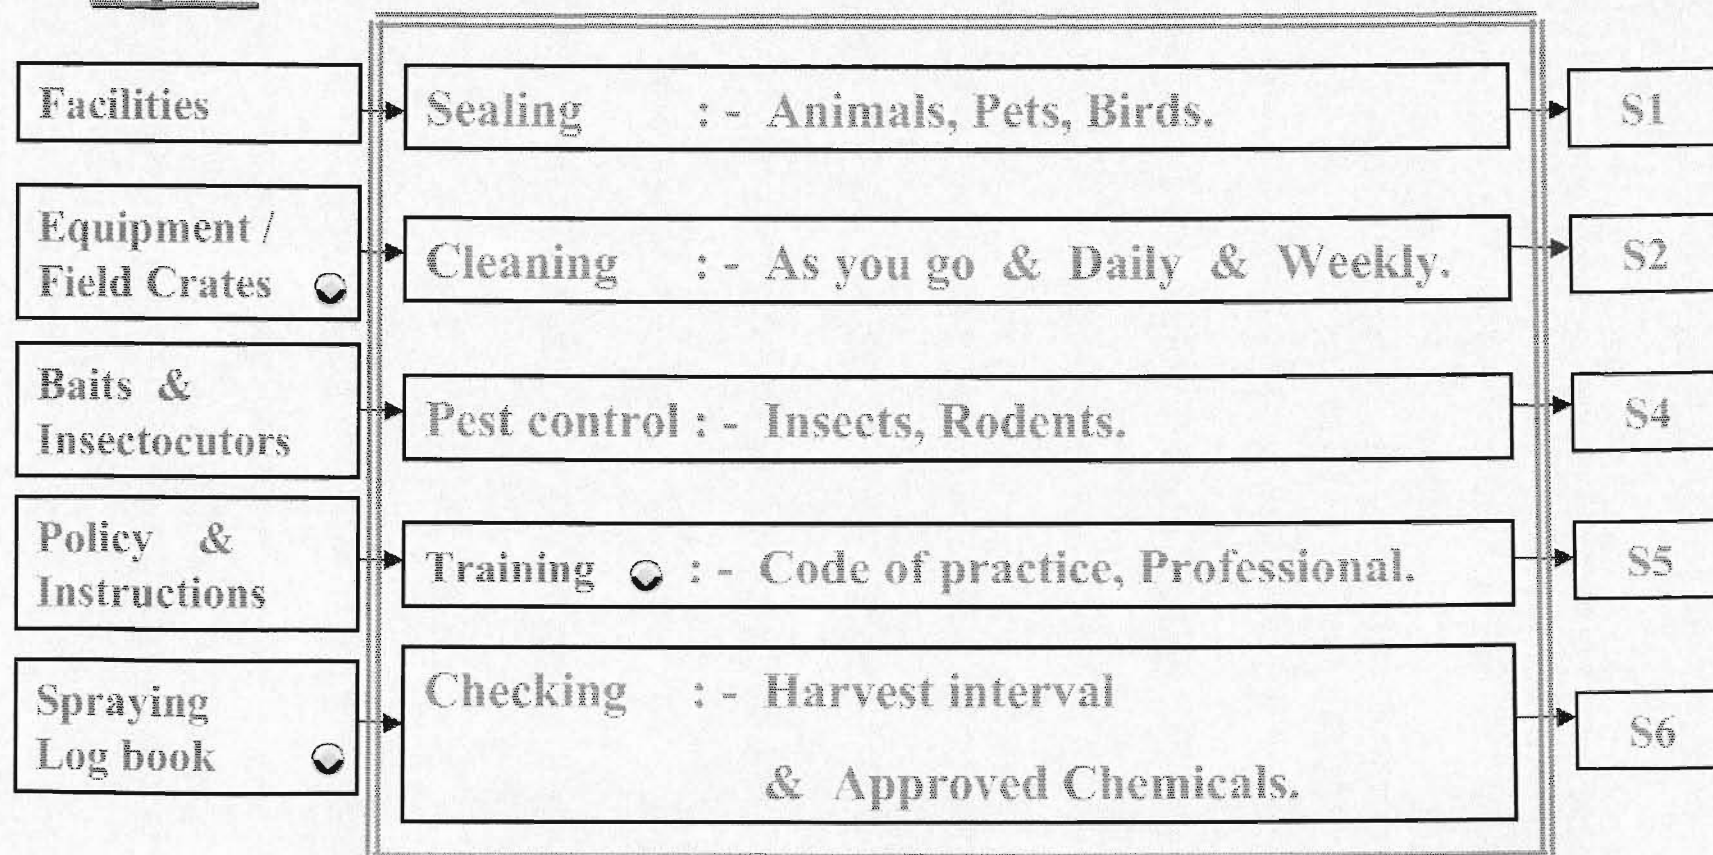 Facilities
Sealing : - Animals, Pets, Birds.
S1
Equipment /
Field Crates
Cleaning : - As you go & Daily & Weekly.
S2
Baits &
Insectocutors
Pest control : - Insects, Rodents.
S4
Policy &
Instructions
Training : - Code of practice, Professional.
S5
Spraying
Log book
Checking : - Harvest interval
& Approved Chemicals.
S6